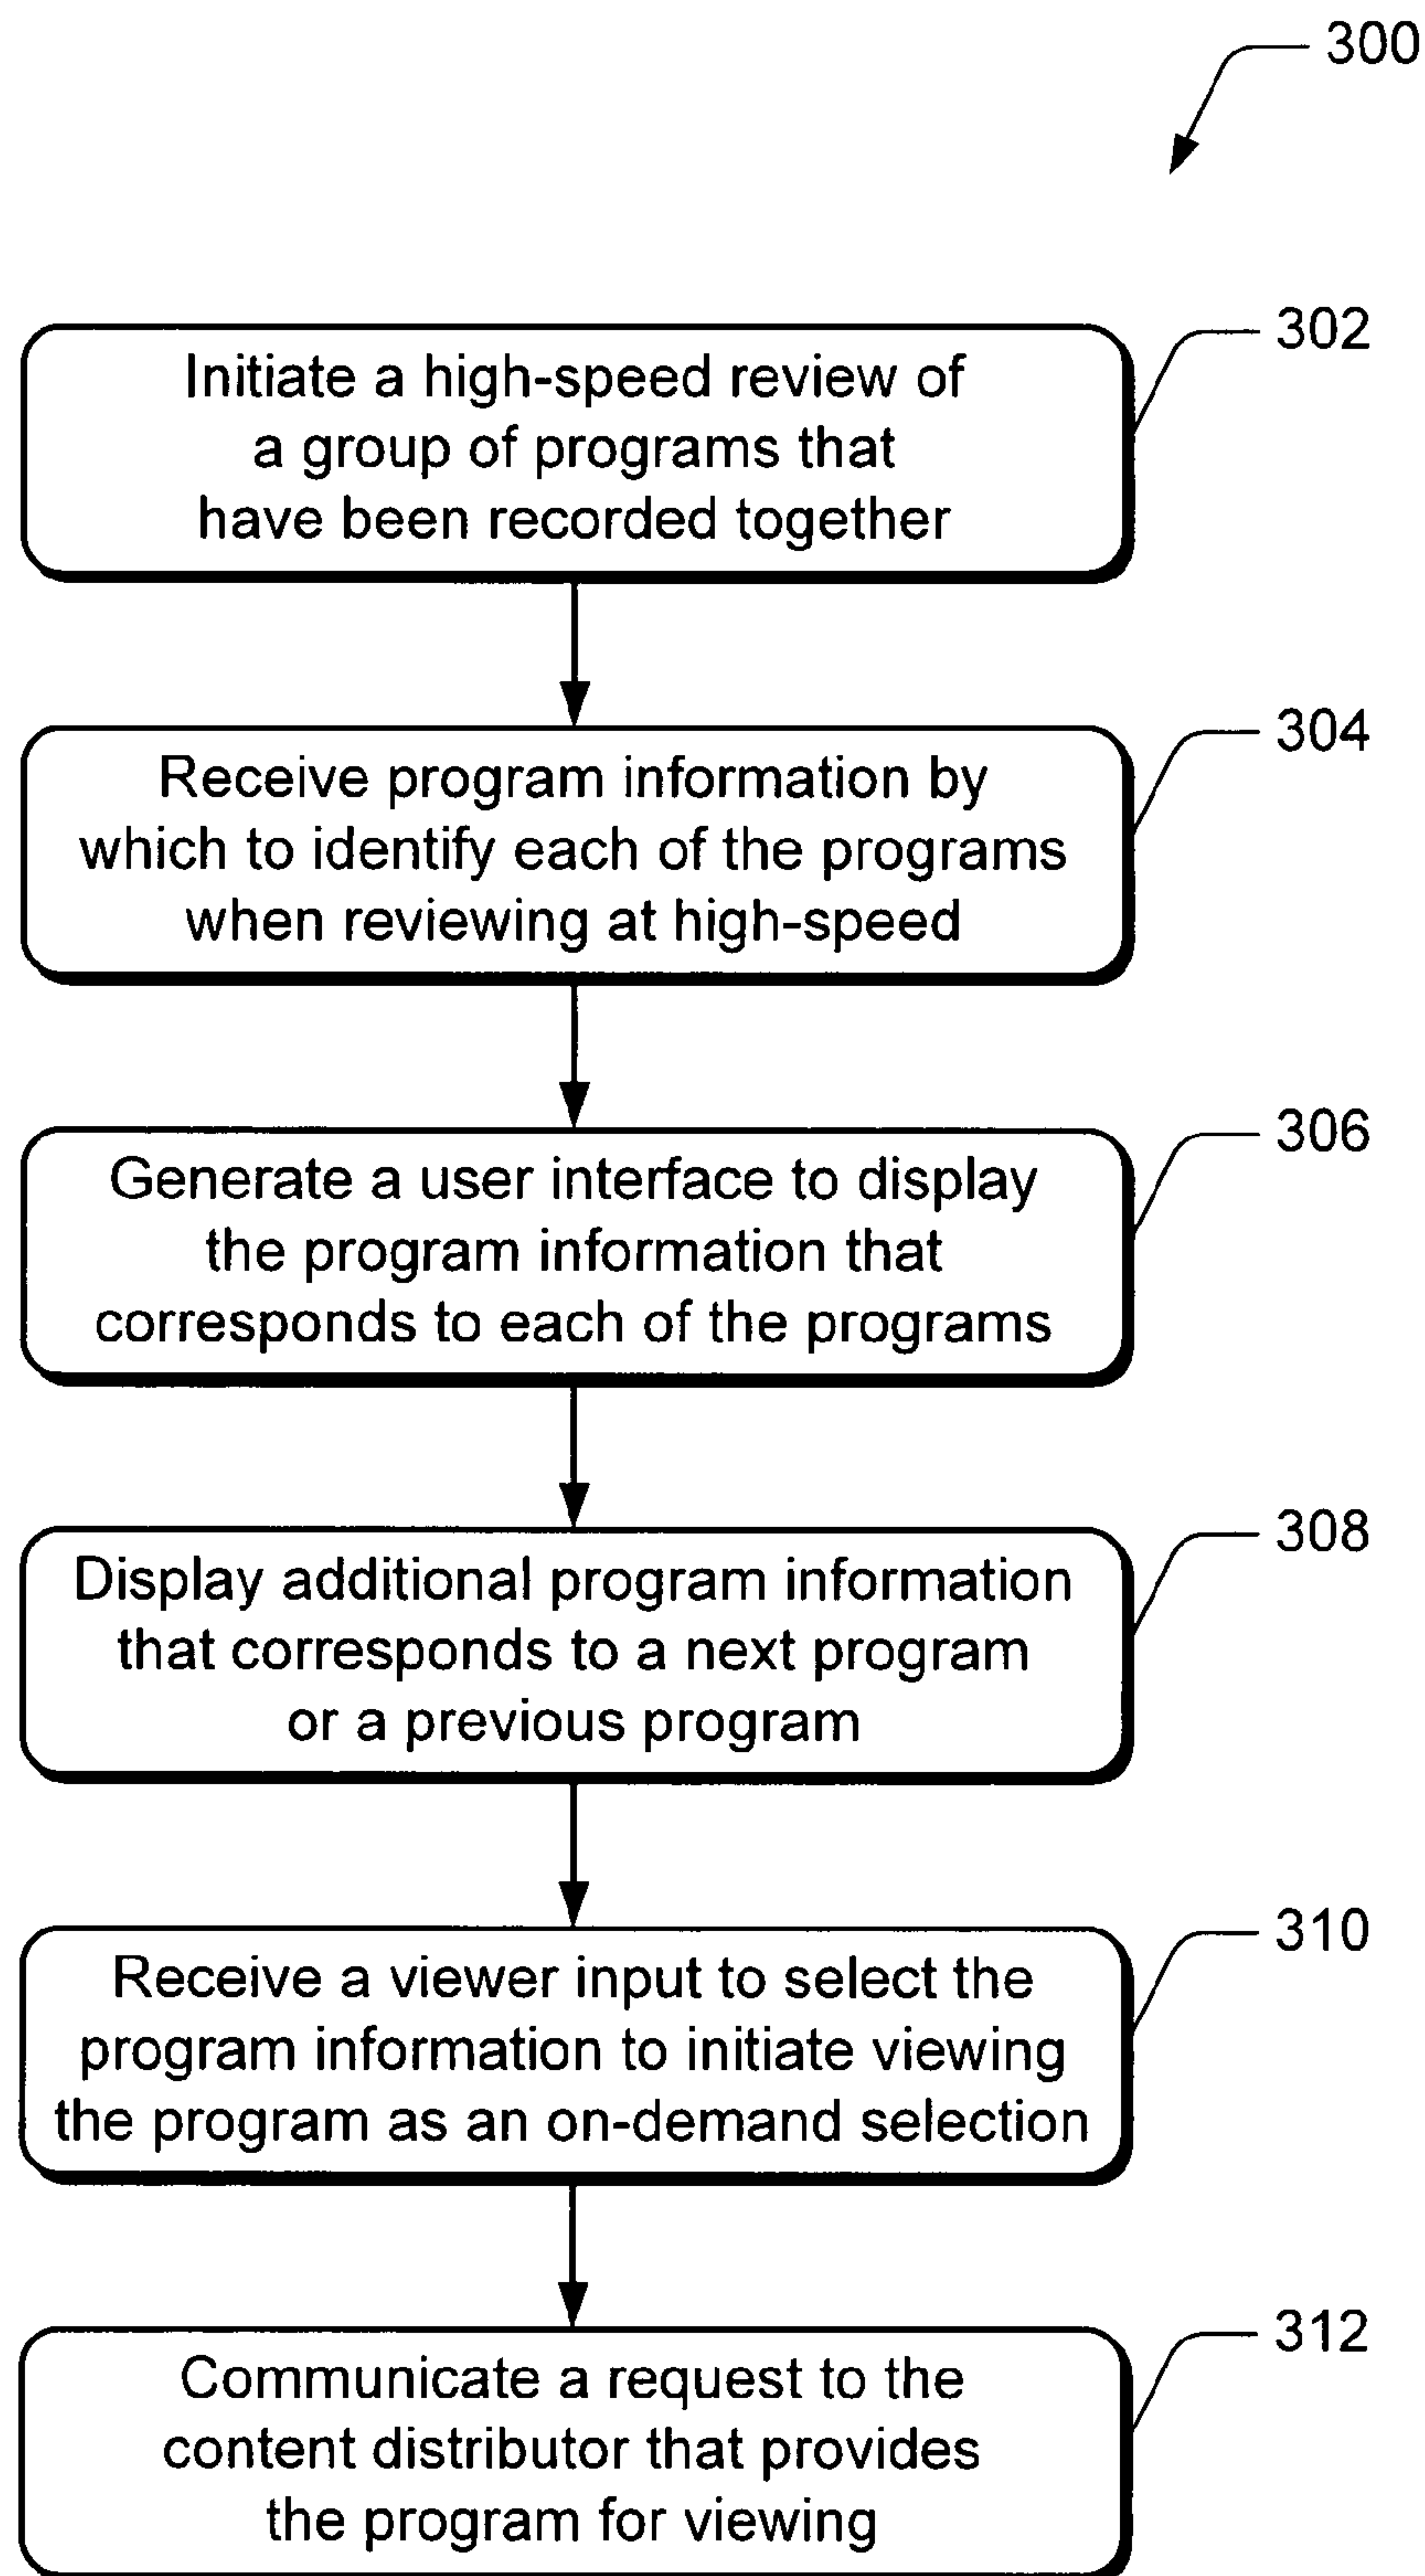 300
302
Initiate a high-speed review of
a group of programs that
have been recorded together
304
Receive program information by
which to identify each of the programs
when reviewing at high-speed
306
Generate a user interface to display
the program information that
corresponds to each of the programs
308
Display additional program information
that corresponds to a next program
or a previous program
310
Receive a viewer input to select the
program information to initiate viewing
the program as an on-demand selection
312
Communicate a request to the
content distributor that provides
the program for viewing